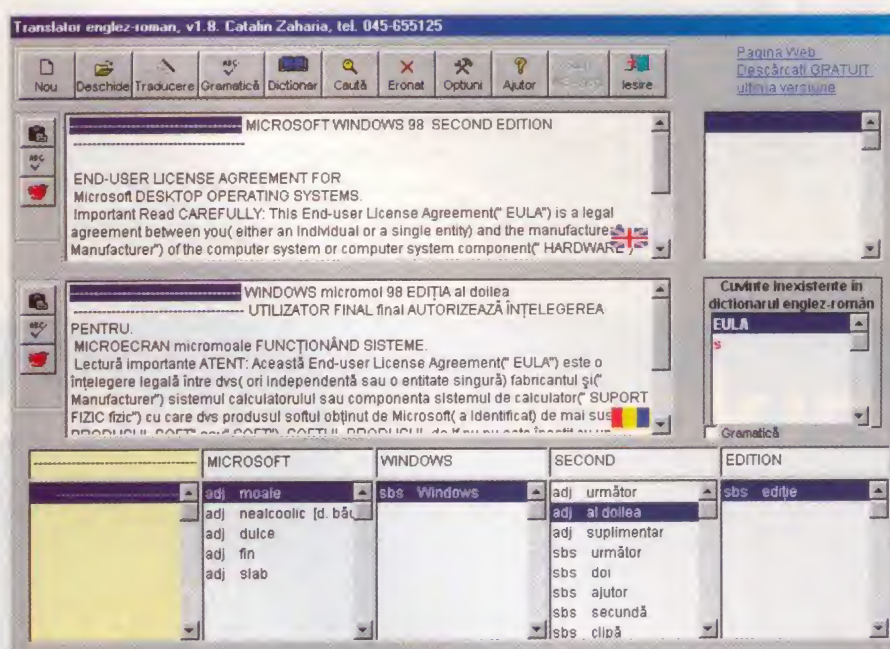 Translator englez-roman, v1.8. Catalin Zaharia, tel. 045-655125
Nou Deschide Traducere Gramatică Dictionar Caută Eronat Optiuni Ajutor Iesire
Pagina Web
Descărcati GRATUIT
ultima versiune
-------------------------------- MICROSOFT WINDOWS 98 SECOND EDITION
--------------------------------
END-USER LICENSE AGREEMENT FOR
Microsoft DESKTOP OPERATING SYSTEMS.
Important Read CAREFULLY: This End-user License Agreement(" EULA") is a legal
agreement between you( either an Individual or a single entity) and the manufacturer
Manufacturer") of the computer system or computer system component(" HARDWARE")
-------------------------------- WINDOWS micromol 98 EDIȚIA al doilea
-------------------------------- UTILIZATOR FINAL final AUTORIZEAZĂ ÎNȚELEGEREA
PENTRU.
MICROECRAN micromoale FUNCȚIONÂND SISTEME.
Lectură importante ATENT: Această End-user License Agreement(" EULA") este o
înțelegere legală între dvs( ori independentă sau o entitate singură) fabricantul şi("
Manufacturer") sistemul calculatorului sau componenta sistemul de calculator(" SUPORT
FIZIC fizic") cu care dvs produsul softul obținut de Microsoft( a identificat) de mai sus
Cuvinte inexistente in
dictionarul englez-român
EULA
s
Gramatică
-------------------------------- MICROSOFT WINDOWS SECOND EDITION
--------------------------------
adj moale
adj nealcoolic [d. bău
adj dulce
adj fin
adj slab
sbs Windows
adj următor
adj al doilea
adj suplimentar
sbs următor
sbs doi
sbs ajutor
sbs secundă
sbs clipă
sbs ediție